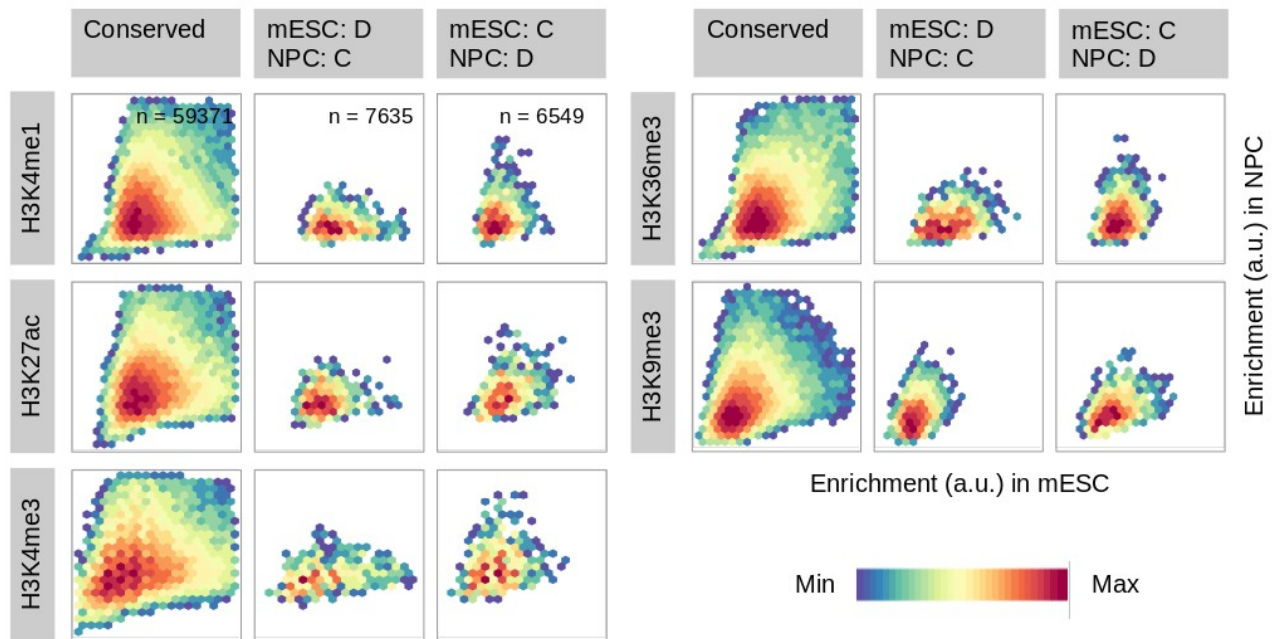 Conserved
mESC: D
NPC: C
mESC: C
NPC: D
Conserved
mESC: D
NPC: C
mESC: C
NPC: D
H3K4me1
n = 59371
n = 7635
n = 6549
H3K36me3
H3K27ac
H3K9me3
Enrichment (a.u.) in NPC
H3K4me3
Enrichment (a.u.) in mESC
Min
Max